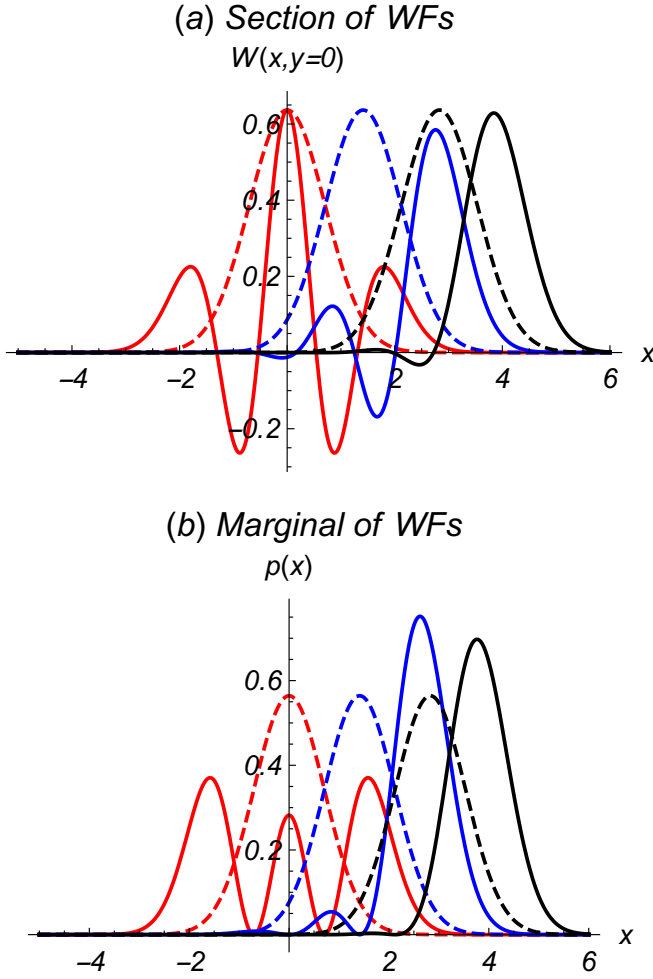 (a) Section of WFs
W(x,y=0)
0.6
0.4
0.2
−0.2
−4 −2 2 4 6 x
(b) Marginal of WFs
p(x)
0.6
0.4
0.2
−4 −2 2 4 6 x